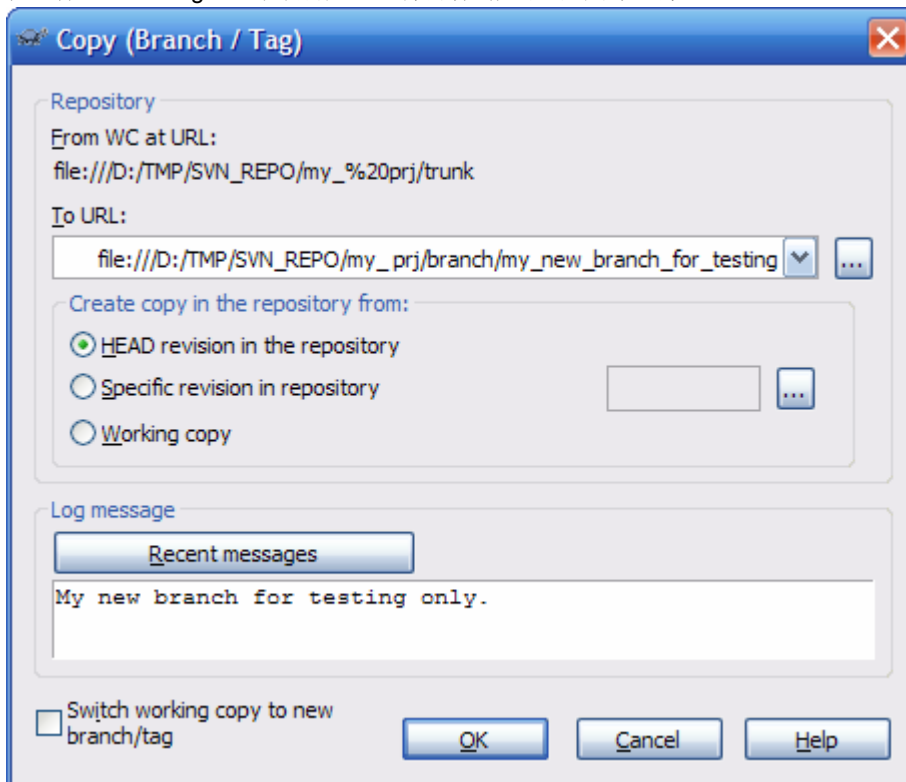 Copy (Branch / Tag)
Repository
From WC at URL:
file:///D:/TMP/SVN_REPO/my_%20prj/trunk
To URL:
file:///D:/TMP/SVN_REPO/my_ prj/branch/my_new_branch_for_testing
...
Create copy in the repository from:
HEAD revision in the repository
Specific revision in repository
...
Working copy
Log message
Recent messages
My new branch for testing only.
Switch working copy to new
branch/tag
OK Cancel Help